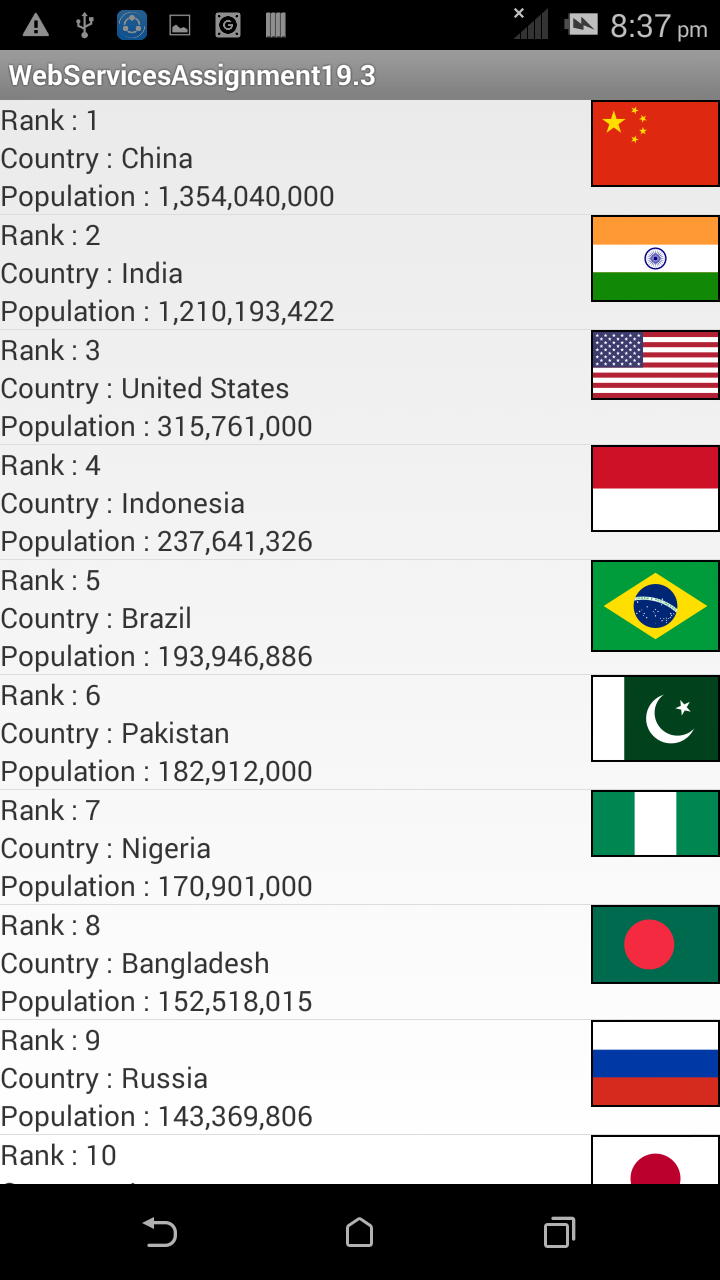 8:37 pm
WebServicesAssignment19.3
Rank : 1
Country : China
Population : 1,354,040,000
Rank : 2
Country : India
Population : 1,210,193,422
Rank : 3
Country : United States
Population : 315,761,000
Rank : 4
Country : Indonesia
Population : 237,641,326
Rank : 5
Country : Brazil
Population : 193,946,886
Rank : 6
Country : Pakistan
Population : 182,912,000
Rank : 7
Country : Nigeria
Population : 170,901,000
Rank : 8
Country : Bangladesh
Population : 152,518,015
Rank : 9
Country : Russia
Population : 143,369,806
Rank : 10